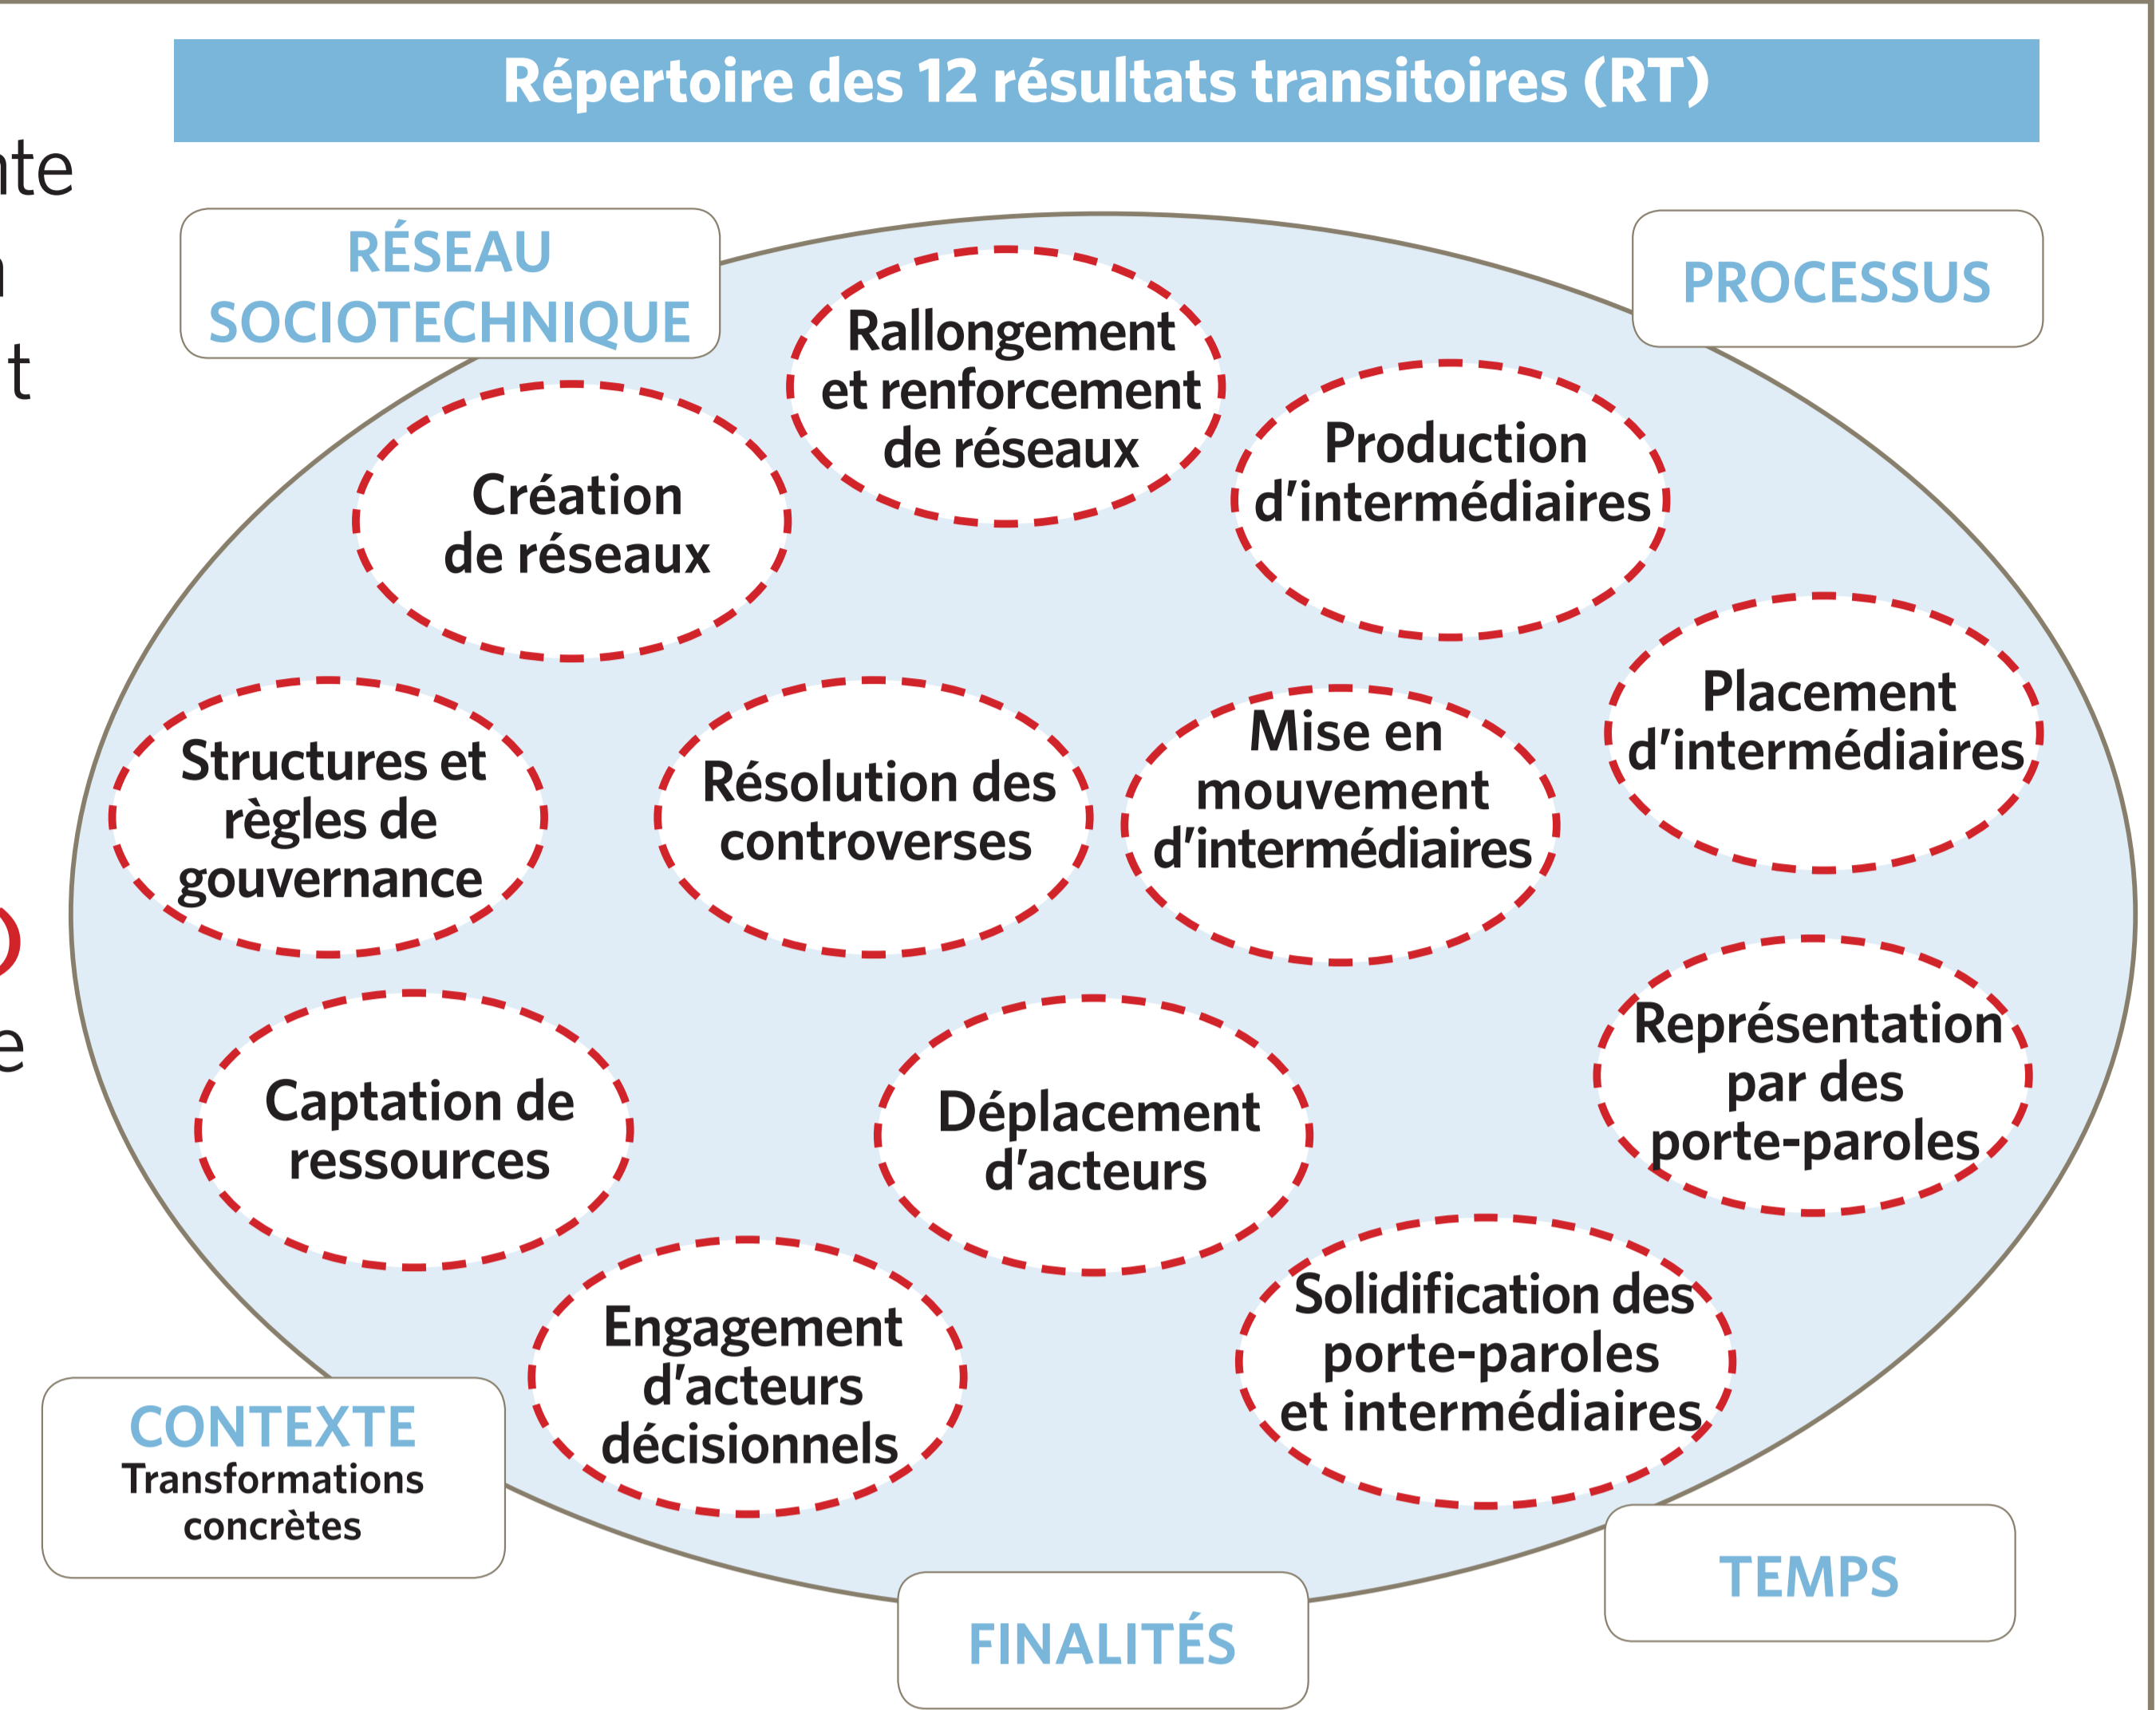 Répertoire des 12 résultats transitoires (RT)
nte
t
e
RÉSEAU
SOCIOTECHNIQUE
PROCESSUS
Rallongement
et renforcement
de réseaux
Création
de réseaux
Production
d'intermédiaires
Placement
d’intermédiaires
Structures et
règles de
gouvernance
Ressolution des
controverses
Mise en
mouvement
d’intermédiaires
Captation de
ressources
Déplacement
d’acteurs
Représentation
par des
porte-paroles
Engagement
d’acteurs
décisionnels
Solidification des
porte-paroles
et intermédiaires
CONTEXTE
Transformations
concrètes
FINALITÉS
TEMPS